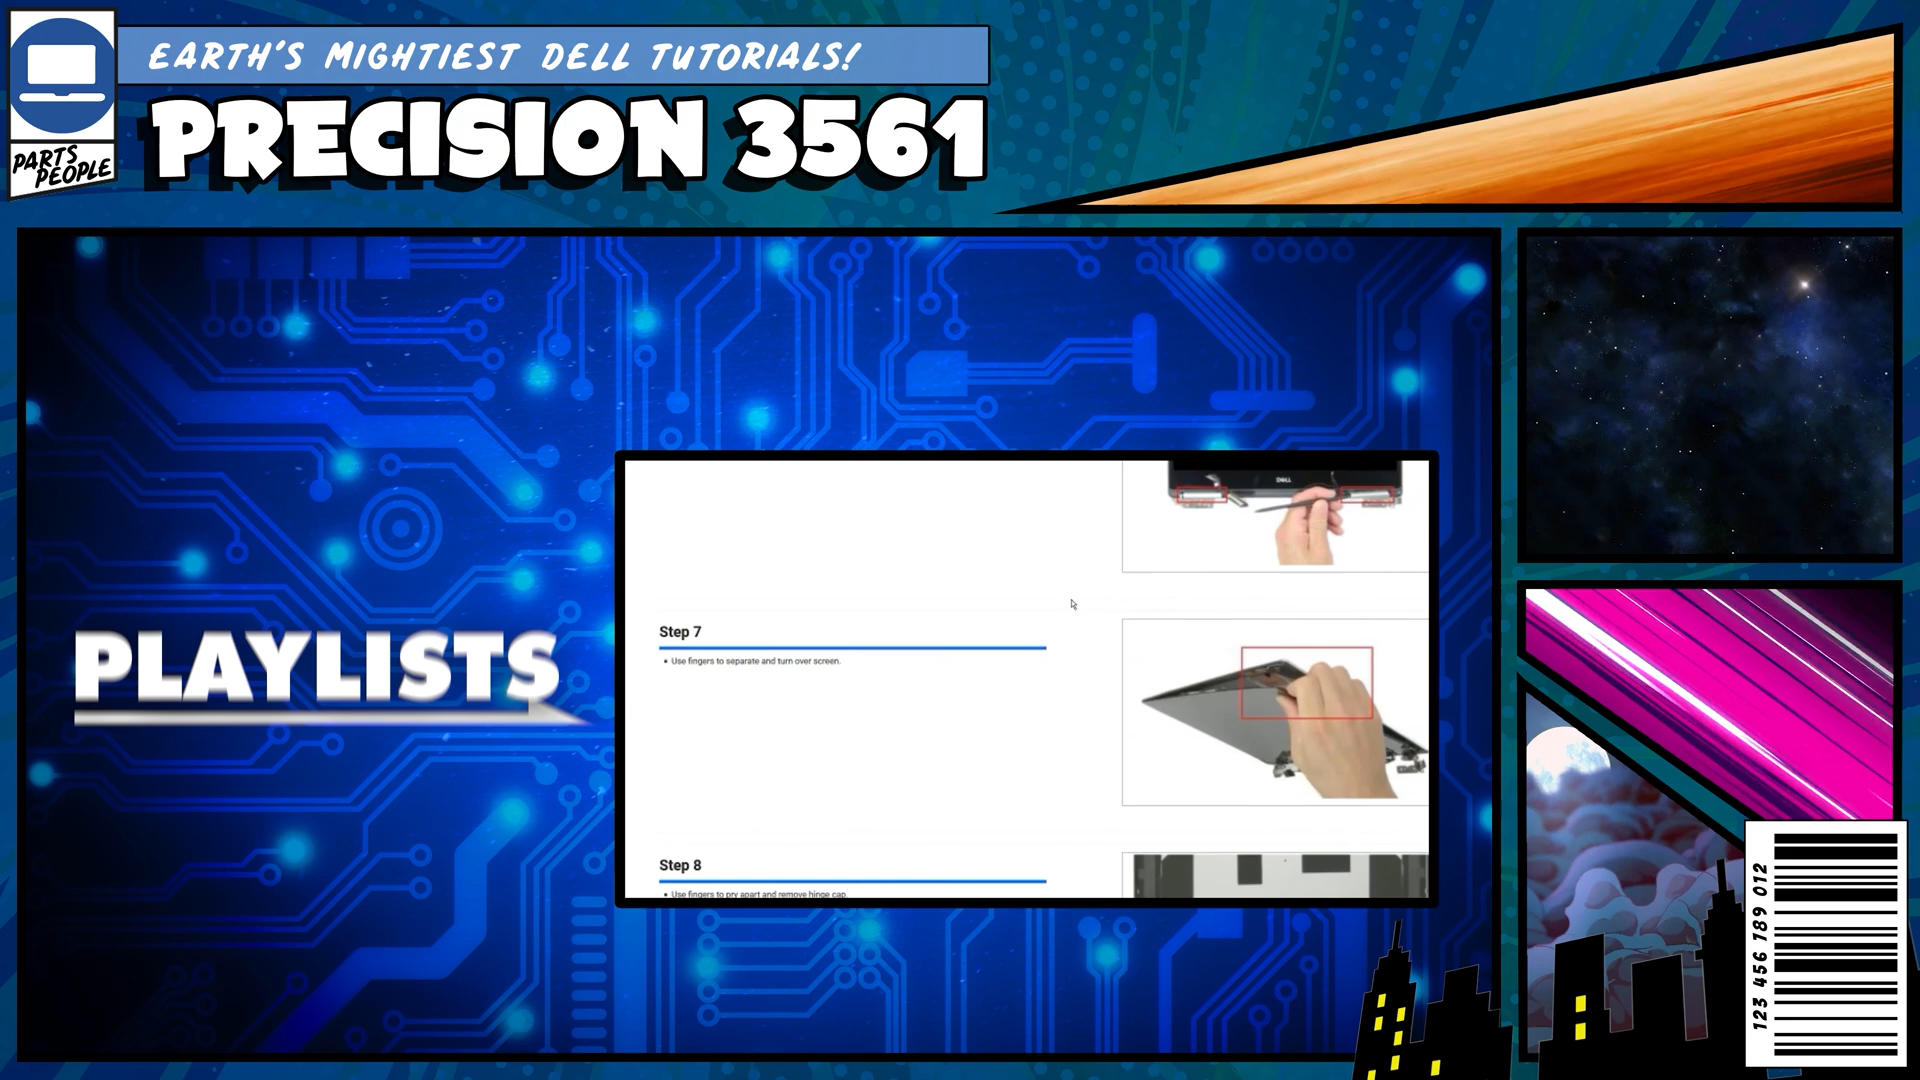 EARTH'S MIGHTIEST DELL TUTORIALS!
PRECISION 3561
PARTS
PEOPLE
DELL
Step 7
• Use fingers to separate and turn over screen.
PLAYLISTS
Step 8
• Use fingers to pry apart and remove hinge cap.
123 456 789 012